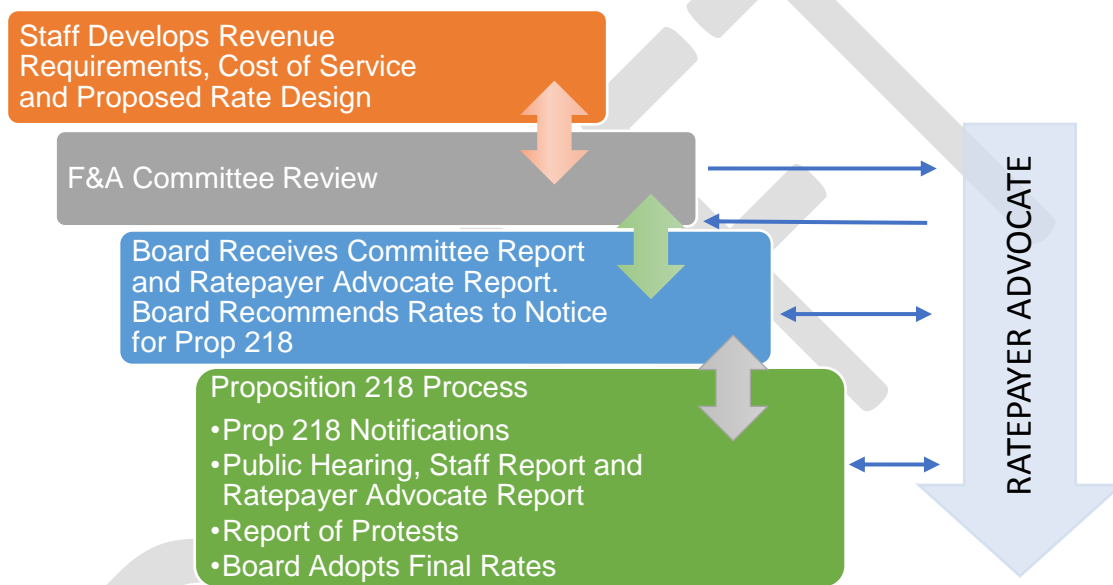 Staff Develops Revenue
Requirements, Cost of Service
and Proposed Rate Design
F&A Committee Review
Board Receives Committee Report
and Ratepayer Advocate Report.
Board Recommends Rates to Notice
for Prop 218
Proposition 218 Process
•Prop 218 Notifications
•Public Hearing, Staff Report and
Ratepayer Advocate Report
•Report of Protests
•Board Adopts Final Rates
RATEPAYER ADVOCATE